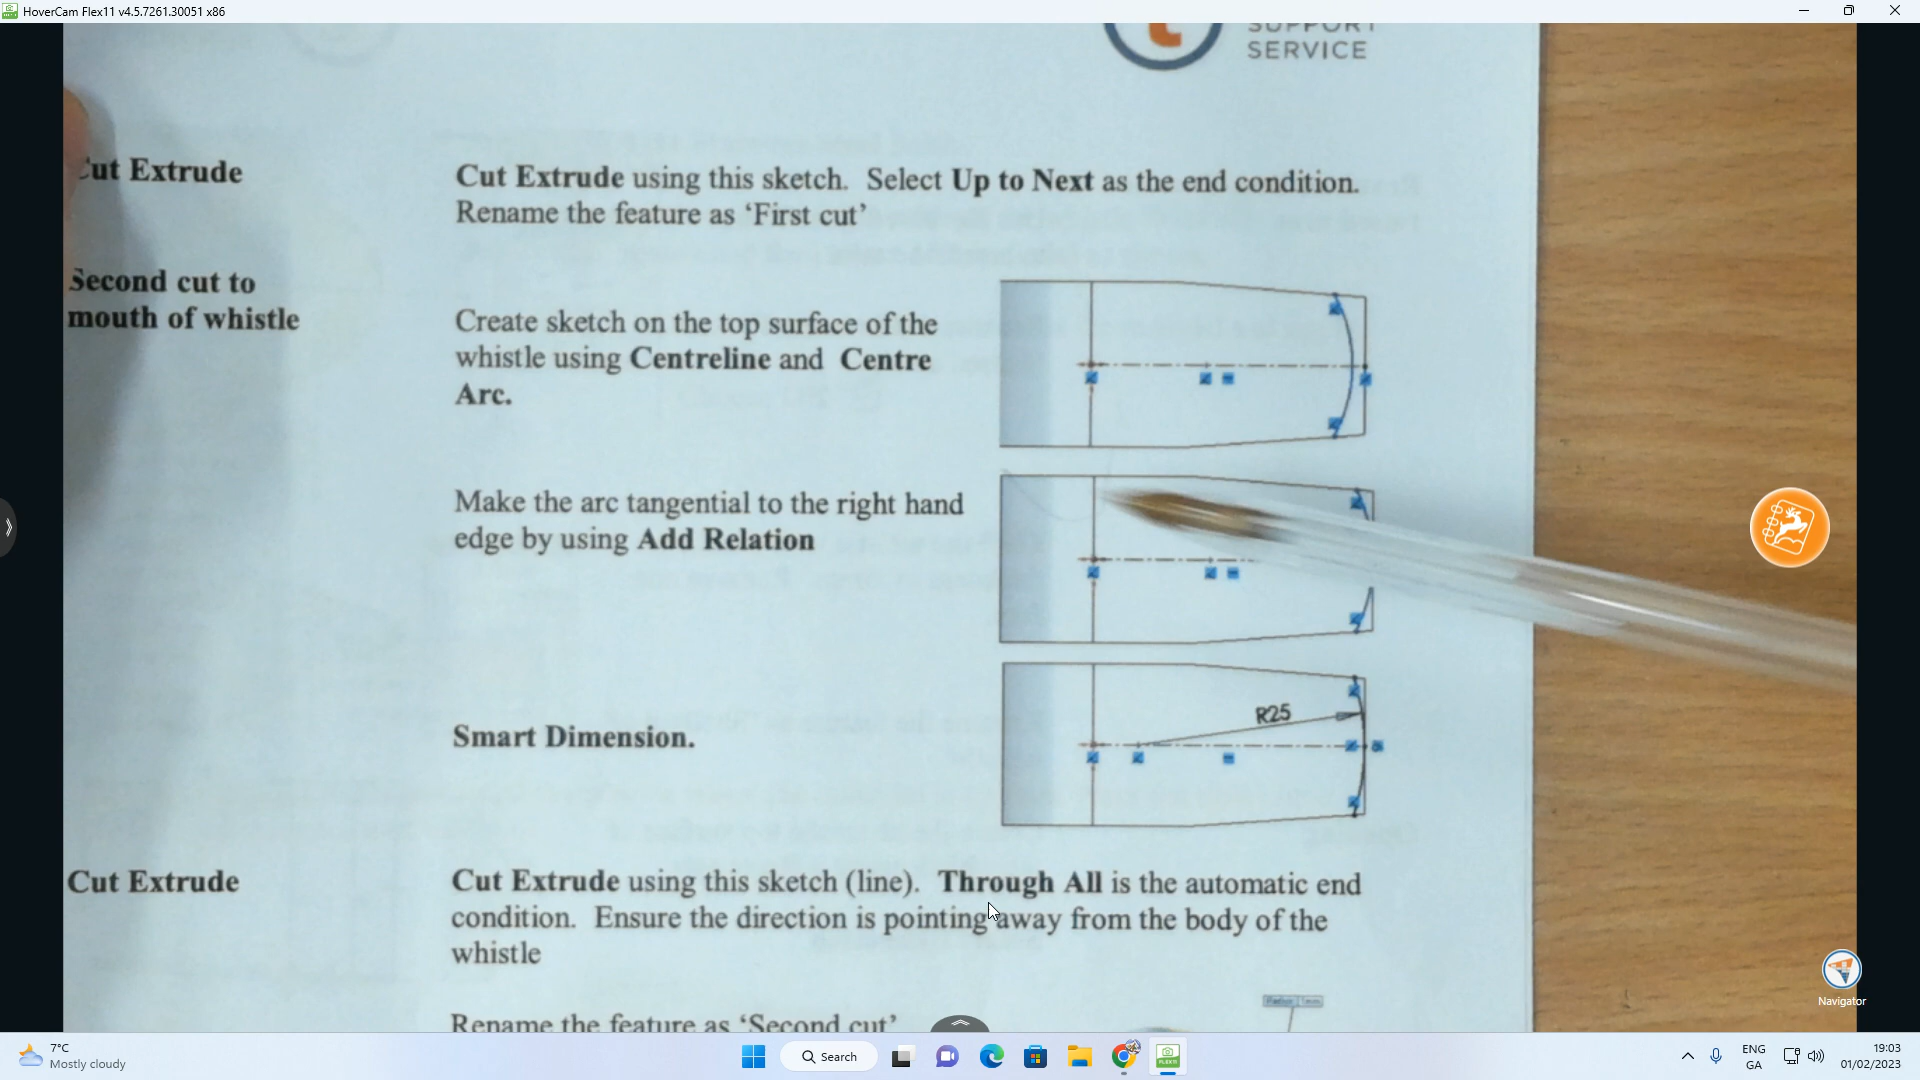 HoverCam Flex11 v4.5.7261.30051 x86
SUPPORT
SERVICE
Cut Extrude
Cut Extrude using this sketch. Select Up to Next as the end condition.
Rename the feature as ‘First cut’
Second cut to
mouth of whistle
Create sketch on the top surface of the
whistle using Centreline and Centre
Arc.
Make the arc tangential to the right hand
edge by using Add Relation
Smart Dimension.
R25
Cut Extrude
Cut Extrude using this sketch (line). Through All is the automatic end
condition. Ensure the direction is pointing away from the body of the
whistle
Rename the feature as ‘Second cut’
Navigator
7°C
Mostly cloudy
Search
ENG
GA
19:03
01/02/2023